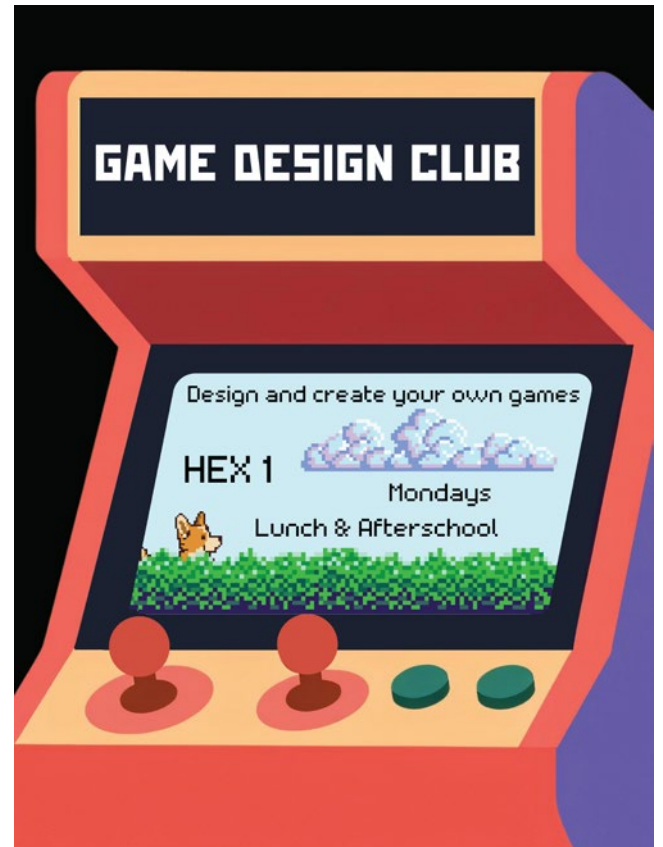 GAME DESIGN CLUB
Design and create your own games
HEX 1
Mondays
Lunch & Afterschool